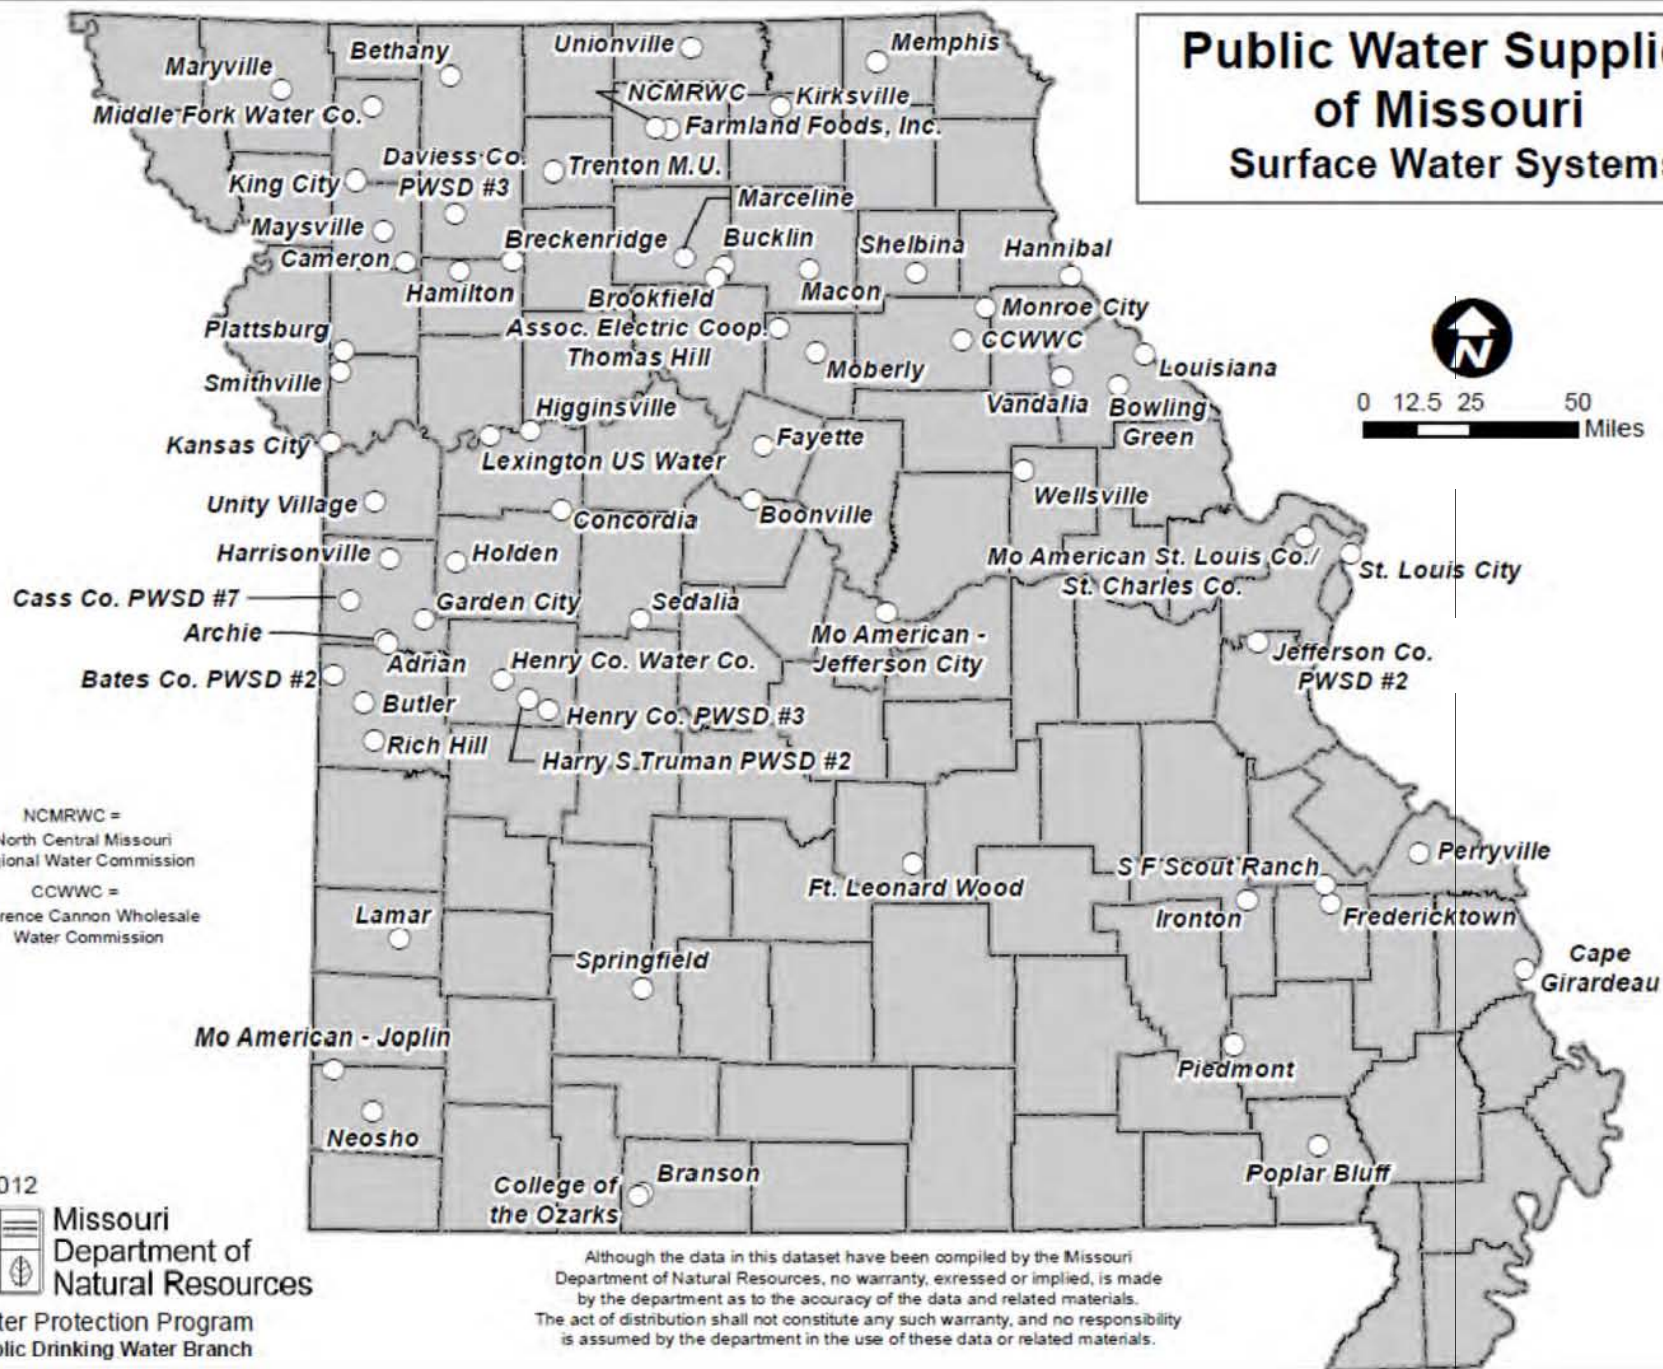 Public Water Supplie
of Missouri
Surface Water Systems
Unionville
Memphis
Bethany
Maryville
NCMRWC
Kirksville
Middle Fork Water Co.
Farmland Foods, Inc.
Daviess Co.
PWSD #3
Trenton M.U.
King City
Marceline
Maysville
Breckenridge
Bucklin
Shelbina
Hannibal
Cameron
Hamilton
Brookfield
Macon
Monroe City
Plattsburg
Assoc. Electric Coop.
Thomas Hill
CCWWC
Moberly
Louisiana
Smithville
Vandalia
Bowling
Green
Higginsville
Kansas City
Fayette
Lexington US Water
Wellsville
Unity Village
Concordia
Boonville
Harrisonville
Holden
Mo American St. Louis Co./
St. Charles Co.
St. Louis City
Cass Co. PWSD #7
Garden City
Sedalia
Archie
Adrian
Mo American -
Jefferson City
Henry Co. Water Co.
Jefferson Co.
PWSD #2
Bates Co. PWSD #2
Butler
Henry Co. PWSD #3
Rich Hill
Harry S.Truman PWSD #2
Perryville
S F Scout Ranch
Ft. Leonard Wood
Ironton
Fredericktown
Lamar
Springfield
Cape
Girardeau
Mo American - Joplin
Piedmont
Neosho
Branson
Poplar Bluff
College of
the Ozarks
N
0 12.5 25 50
Miles
NCMRWC =
North Central Missouri
ional Water Commission
CCWWC =
rence Cannon Wholesale
Water Commission
012
Missouri
Department of
Natural Resources
ter Protection Program
lic Drinking Water Branch
Although the data in this dataset have been compiled by the Missouri
Department of Natural Resources, no warranty, exressed or implied, is made
by the department as to the accuracy of the data and related materials.
The act of distribution shall not constitute any such warranty, and no responsibility
is assumed by the department in the use of these data or related materials.